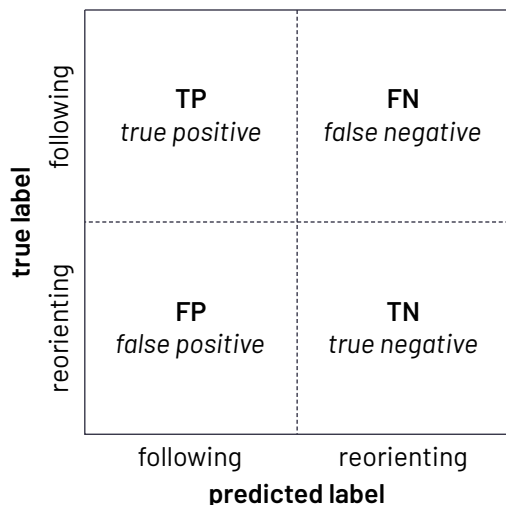 TP
true positive
FN
false negative
FP
false positive
TN
true negative
true label
following
reorienting
following
reorienting
predicted label